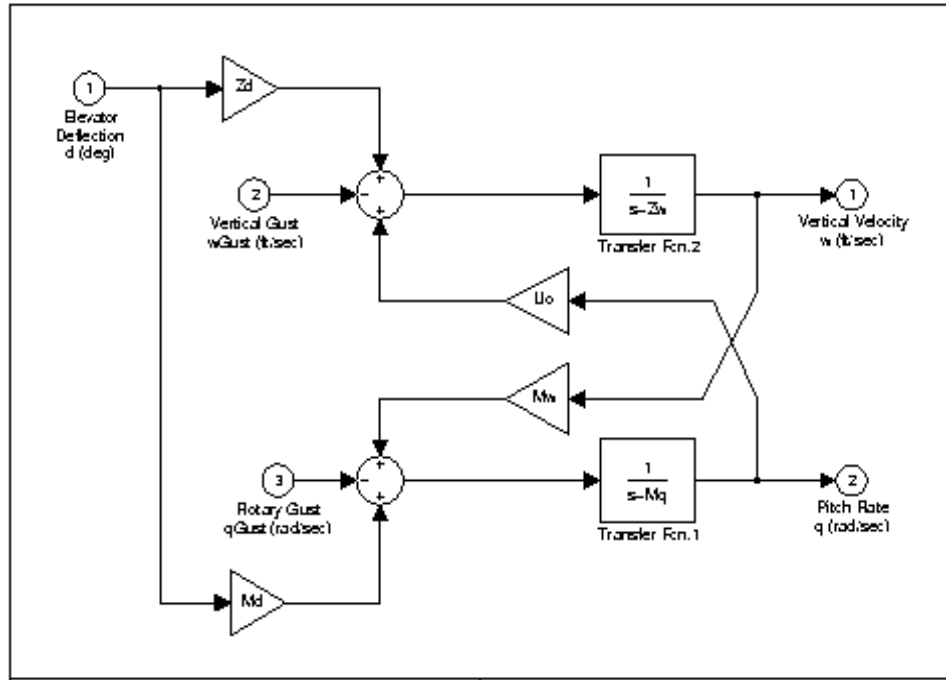 1
Elevator
Deflection
d (deg)
Zd
2
Vertical Gust
wGust (ft/sec)
+
-
+
1
s-Zw
Transfer Fcn.2
1
Vertical Velocity
w (ft/sec)
Uo
Mw
3
Rotary Gust
qGust (rad/sec)
+
-
+
1
s-Mq
Transfer Fcn.1
2
Pitch Rate
q (rad/sec)
Md